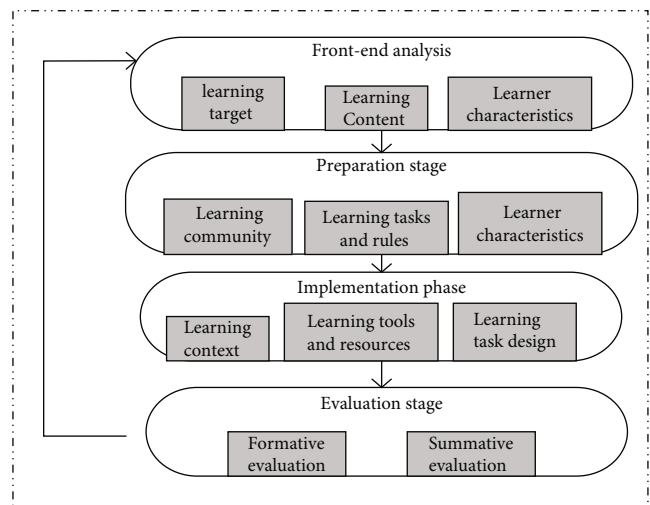 Front-end analysis
learning
target
Learning
Content
Learner
characteristics
Preparation stage
Learning
community
Learning tasks
and rules
Learner
characteristics
Implementation phase
Learning
context
Learning tools
and resources
Learning
task design
Evaluation stage
Formative
evaluation
Summative
evaluation